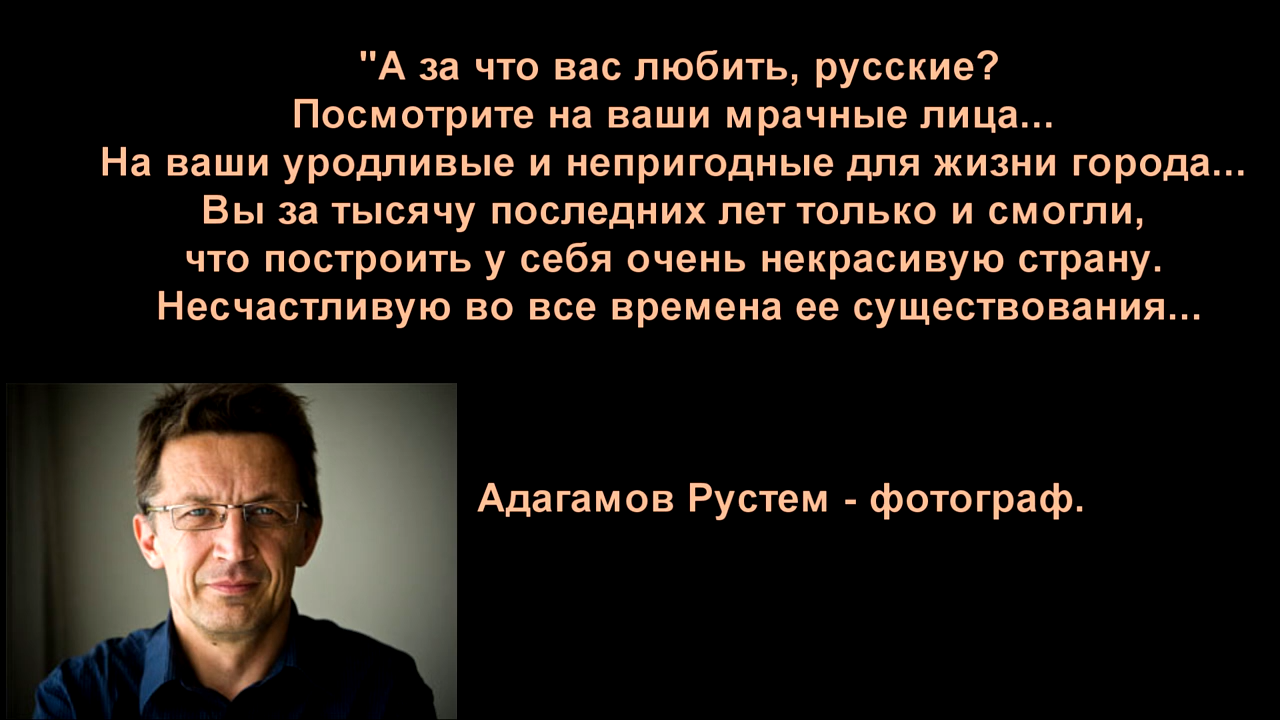 "А за что вас любить, русские?
Посмотрите на ваши мрачные лица...
На ваши уродливые и непригодные для жизни города...
Вы за тысячу последних лет только и смогли,
что построить у себя очень некрасивую страну.
Несчастливую во все времена ее существования...
Адагамов Рустем - фотограф.